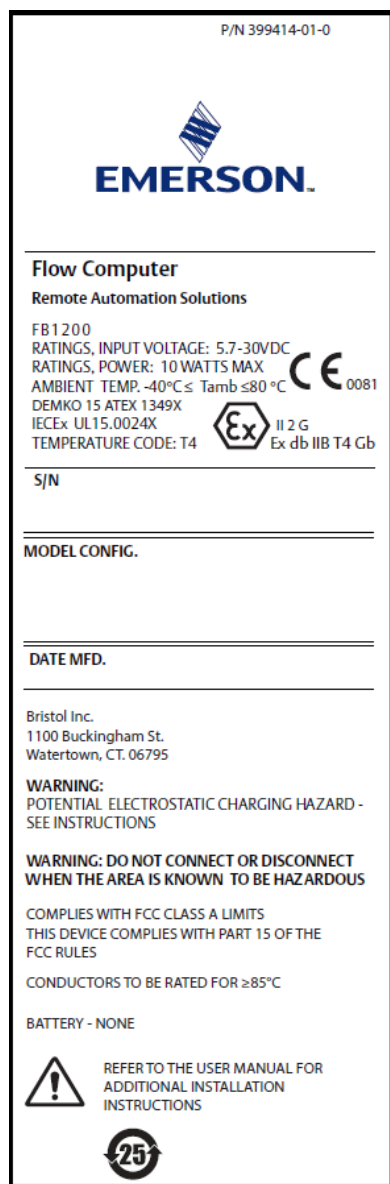 P/N 399414-01-0
EMERSON™
Flow Computer
Remote Automation Solutions
FB1200
RATINGS, INPUT VOLTAGE: 5.7-30VDC
RATINGS, POWER: 10 WATTS MAX
AMBIENT TEMP. -40°C ≤ Tamb ≤80 °C
CE 0081
DEMKO 15 ATEX 1349X
IECEx UL15.0024X
TEMPERATURE CODE: T4
Ex II 2 G
Ex db IIB T4 Gb
S/N
MODEL CONFIG.
DATE MFD.
Bristol Inc.
1100 Buckingham St.
Watertown, CT. 06795
WARNING:
POTENTIAL ELECTROSTATIC CHARGING HAZARD -
SEE INSTRUCTIONS
WARNING: DO NOT CONNECT OR DISCONNECT
WHEN THE AREA IS KNOWN TO BE HAZARDOUS
COMPLIES WITH FCC CLASS A LIMITS
THIS DEVICE COMPLIES WITH PART 15 OF THE
FCC RULES
CONDUCTORS TO BE RATED FOR ≥85°C
BATTERY - NONE
REFER TO THE USER MANUAL FOR
ADDITIONAL INSTALLATION
INSTRUCTIONS
25